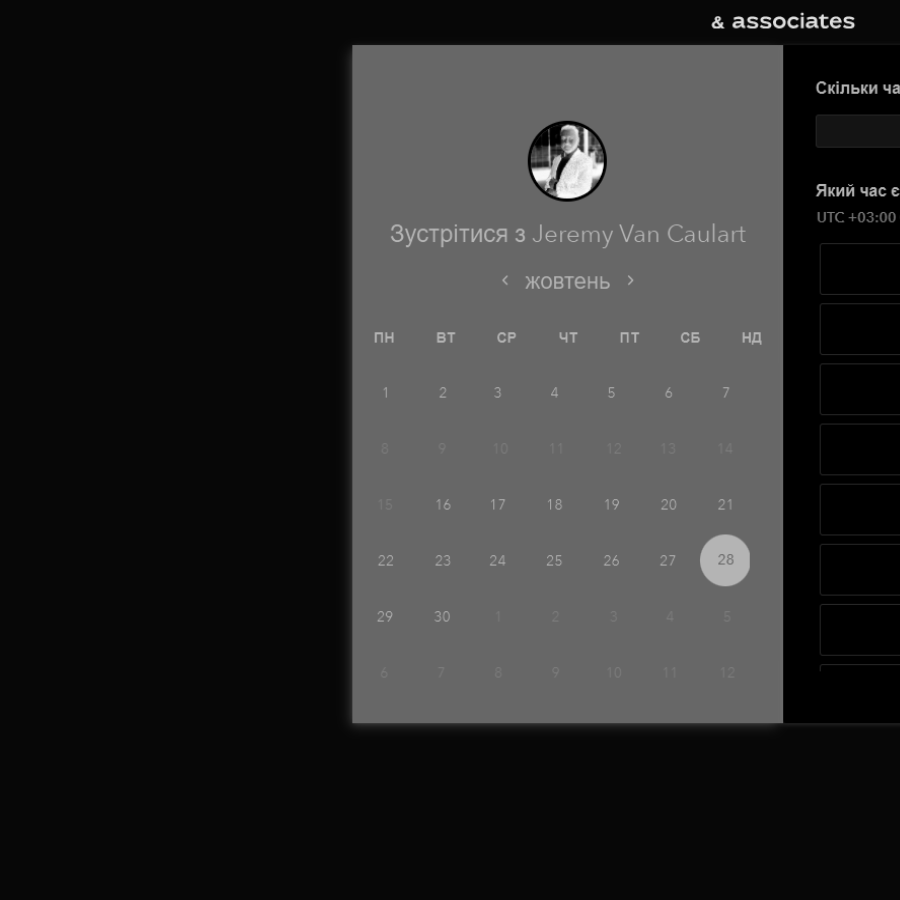 & associates
Скільки ча
Який час є
UTC +03:00
Зустрітися з Jeremy Van Caulart
жовтень
ПН ВТ СР ЧТ ПТ СБ НД
1 2 3 4 5 6 7
8 9 10 11 12 13 14
15 16 17 18 19 20 21
22 23 24 25 26 27 28
29 30 1 2 3 4 5
6 7 8 9 10 11 12